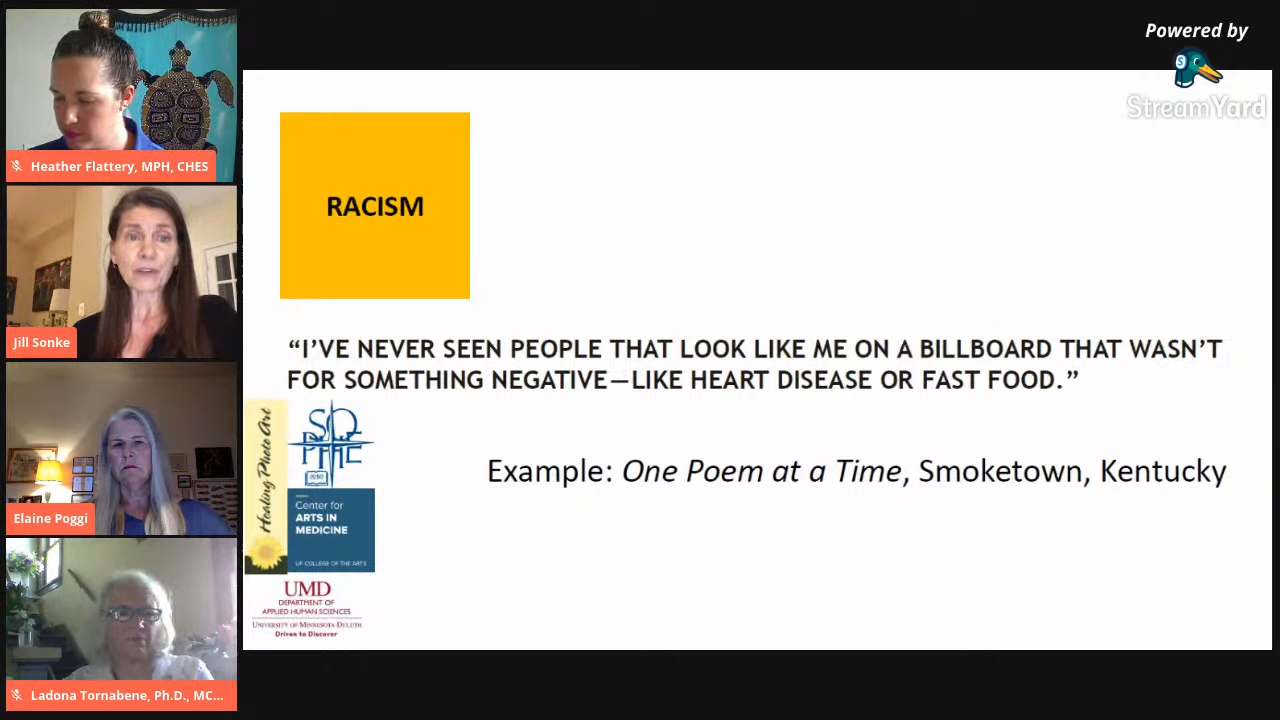 Powered by
StreamYard
Heather Flattery, MPH, CHES
Jill Sonke
Elaine Poggi
Ladona Tornabene, Ph.D., MC...
RACISM
“I’VE NEVER SEEN PEOPLE THAT LOOK LIKE ME ON A BILLBOARD THAT WASN’T
FOR SOMETHING NEGATIVE—LIKE HEART DISEASE OR FAST FOOD.”
Example: One Poem at a Time, Smoketown, Kentucky
Healing Photo Art
SOPHE
1950
Center for
ARTS IN
MEDICINE
UF COLLEGE OF THE ARTS
UMD
DEPARTMENT OF
APPLIED HUMAN SCIENCES
UNIVERSITY OF MINNESOTA DULUTH
Driven to Discover